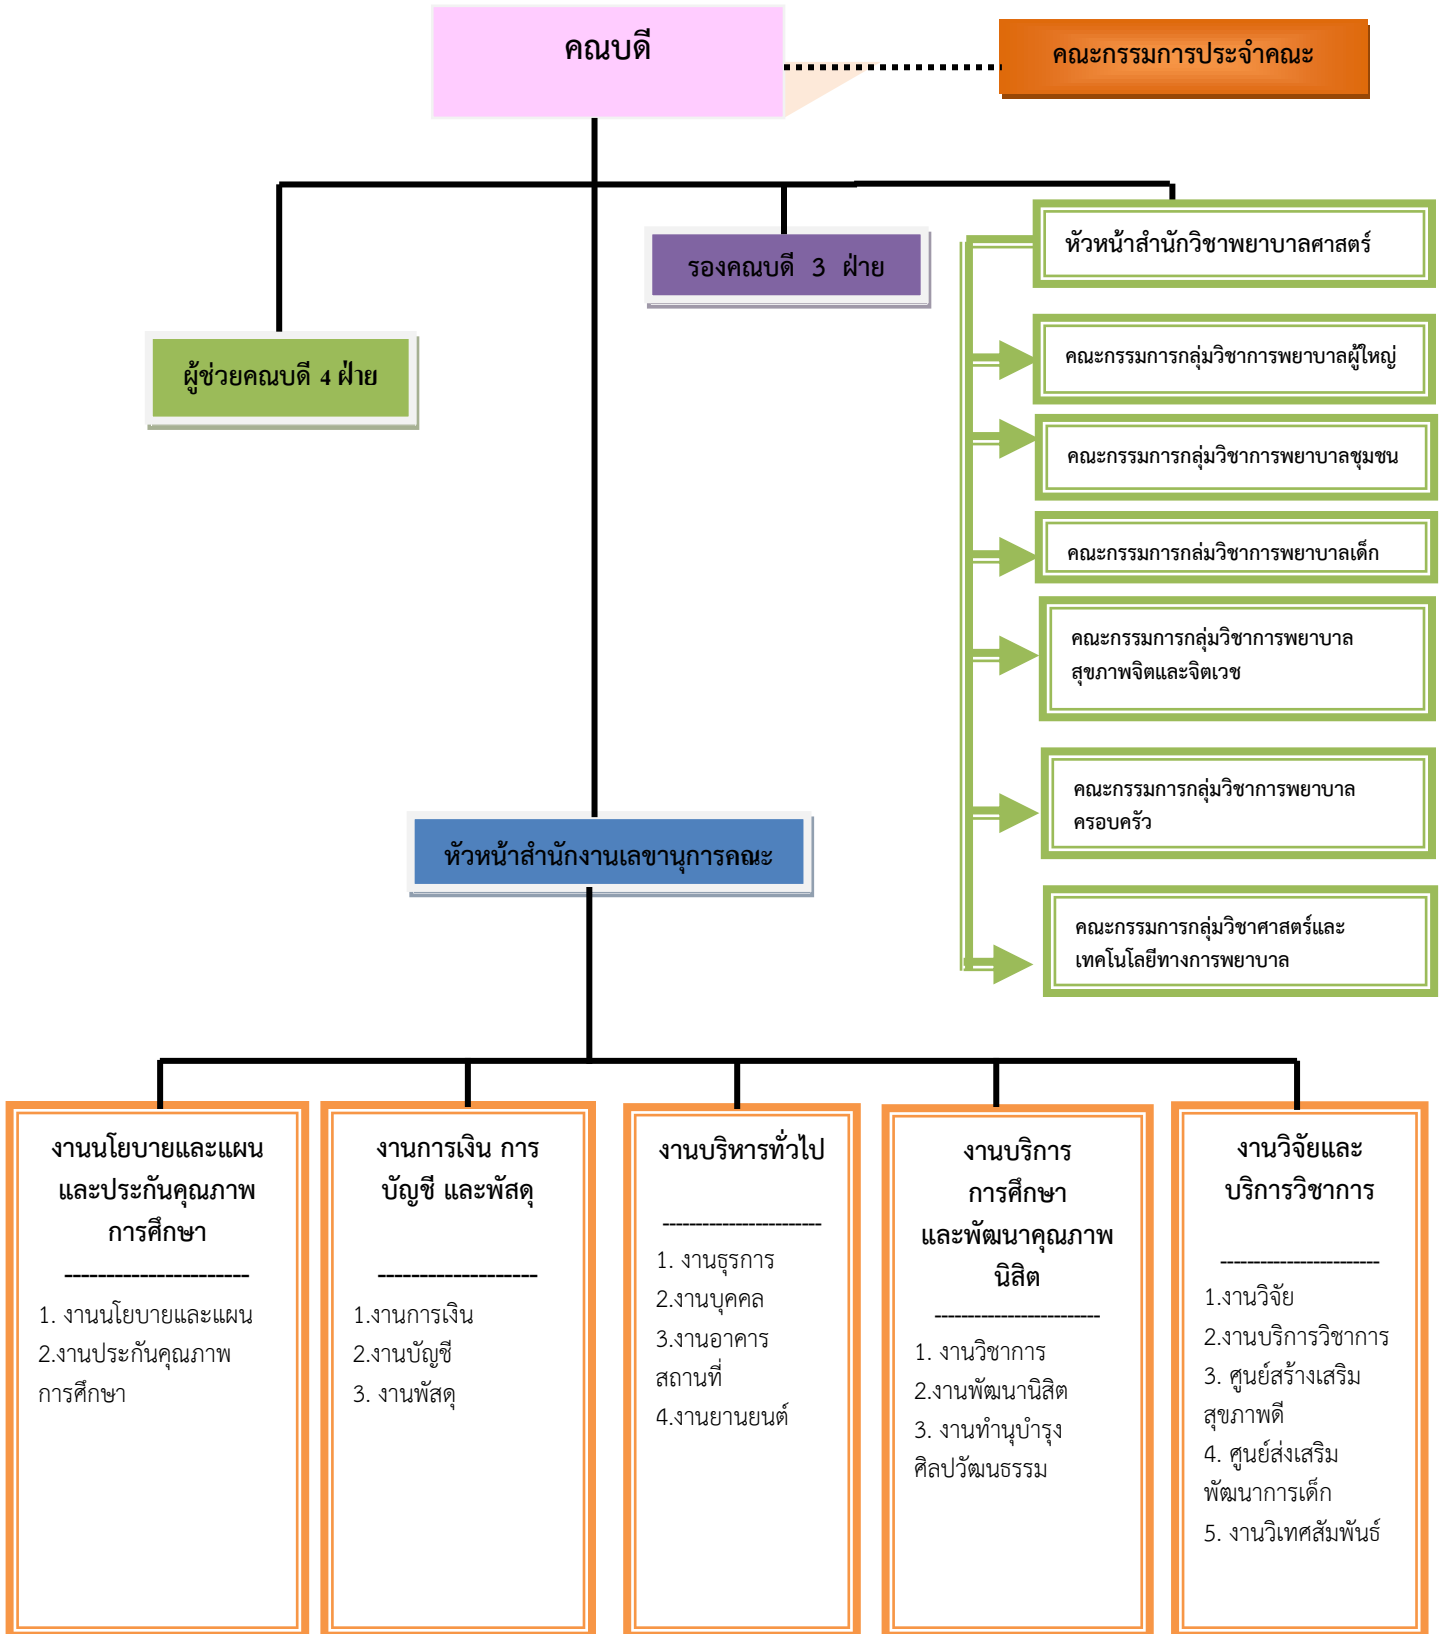 คณบดี
คณะกรรมการประจำคณะ
หัวหน้าสำนักวิชาพยาบาลศาสตร์
รองคณบดี 3 ฝ่าย
ผู้ช่วยคณบดี 4 ฝ่าย
คณะกรรมการกลุ่มวิชาการพยาบาลผู้ใหญ่
คณะกรรมการกลุ่มวิชาการพยาบาลชุมชน
คณะกรรมการกล่มวิชาการพยาบาลเด็ก
คณะกรรมการกลุ่มวิชาการพยาบาล
สุขภาพจิตและจิตเวช
คณะกรรมการกลุ่มวิชาการพยาบาล
ครอบครัว
หัวหน้าสำนักงานเลขานุการคณะ
คณะกรรมการกลุ่มวิชาศาสตร์และ
เทคโนโลยีทางการพยาบาล
งานนโยบายและแผน
และประกันคุณภาพ
การศึกษา
----------------------
1. งานนโยบายและแผน
2.งานประกันคุณภาพ
การศึกษา
งานการเงิน การ
บัญชี และพัสดุ
-------------------
1.งานการเงิน
2.งานบัญชี
3. งานพัสดุ
งานบริหารทั่วไป
------------------------
1. งานธุรการ
2.งานบุคคล
3.งานอาคาร
สถานที่
4.งานยานยนต์
งานบริการ
การศึกษา
และพัฒนาคุณภาพ
นิสิต
-------------------------
1. งานวิชาการ
2.งานพัฒนานิสิต
3. งานทำนุบำรุง
ศิลปวัฒนธรรม
งานวิจัยและ
บริการวิชาการ
------------------------
1.งานวิจัย
2.งานบริการวิชาการ
3. ศูนย์สร้างเสริม
สุขภาพดี
4. ศูนย์ส่งเสริม
พัฒนาการเด็ก
5. งานวิเทศสัมพันธ์